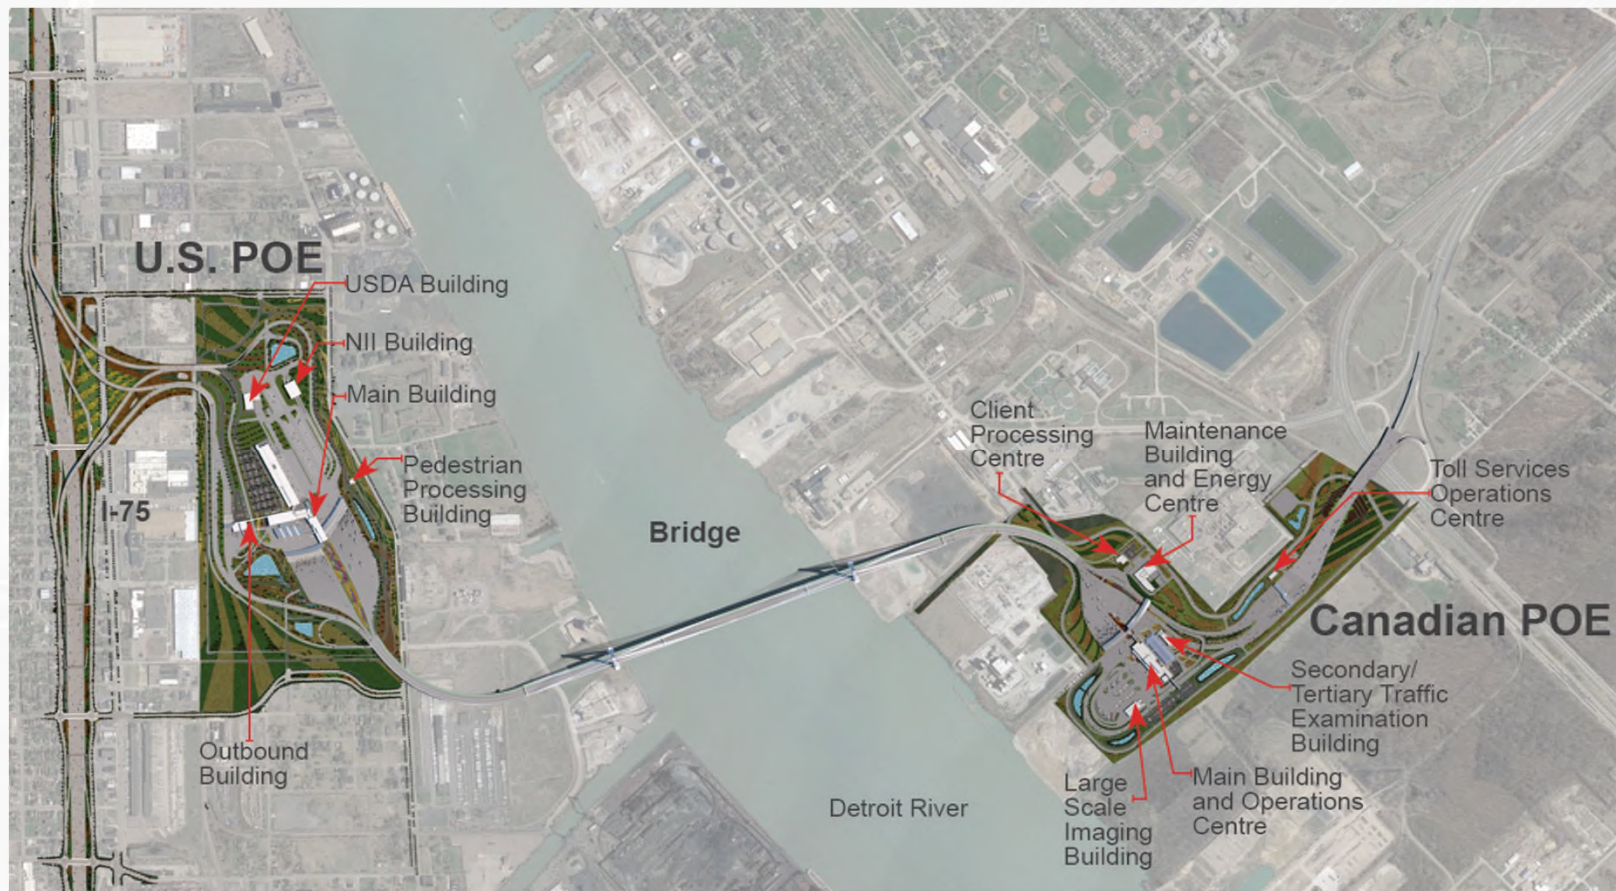 U.S. POE
USDA Building
NII Building
Main Building
Pedestrian
Processing
Building
I-75
Outbound
Building
Bridge
Detroit River
Client
Processing
Centre
Maintenance
Building
and Energy
Centre
Toll Services
Operations
Centre
Canadian POE
Secondary/
Tertiary Traffic
Examination
Building
Main Building
and Operations
Centre
Large
Scale
Imaging
Building